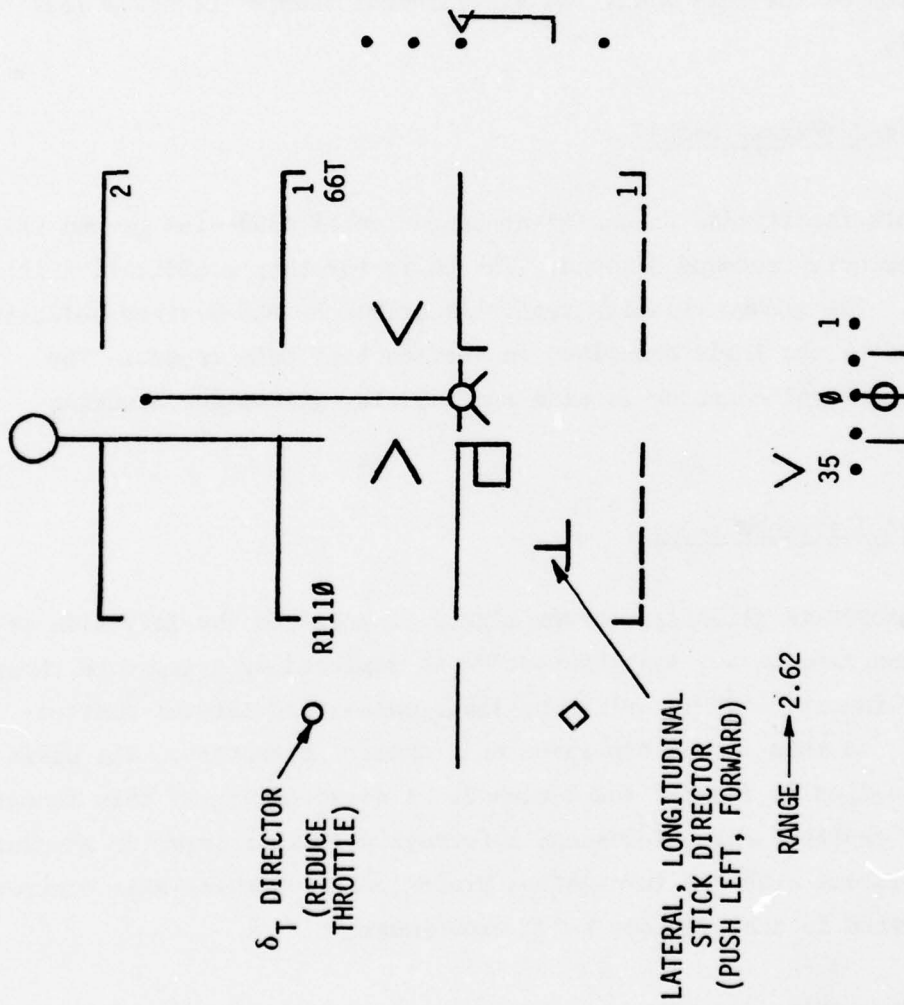 2
1
66T
R111Ø
δT DIRECTOR
(REDUCE
THROTTLE)
1
LATERAL, LONGITUDINAL
STICK DIRECTOR
(PUSH LEFT, FORWARD)
RANGE 2.62
35 Ø 1